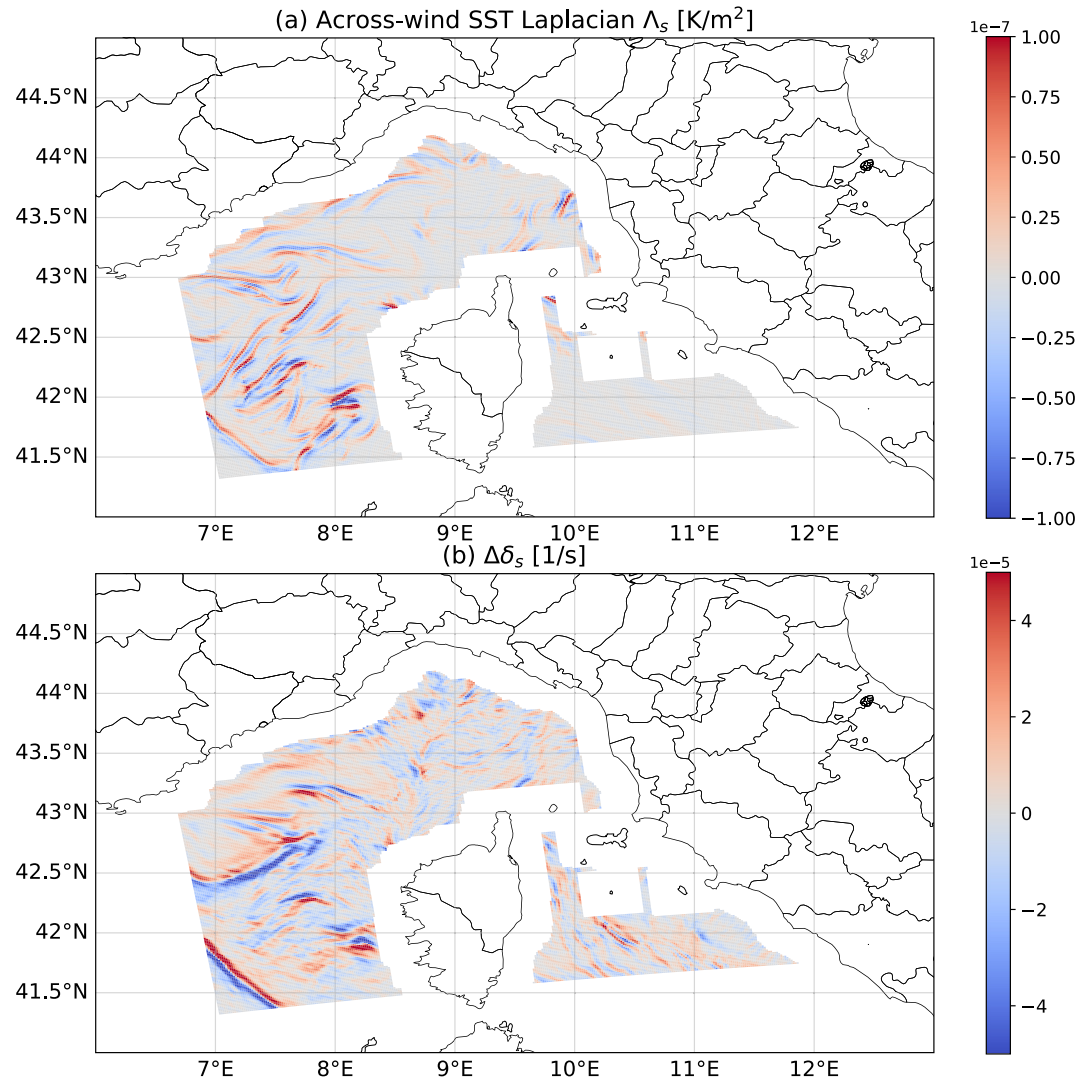 (a) Across-wind SST Laplacian Λₛ [K/m²]
1e−7
44.5°N
44°N
43.5°N
43°N
42.5°N
42°N
41.5°N
7°E 8°E 9°E 10°E 11°E 12°E
1.00
0.75
0.50
0.25
0.00
−0.25
−0.50
−0.75
−1.00
(b) Δδₛ [1/s]
1e−5
44.5°N
44°N
43.5°N
43°N
42.5°N
42°N
41.5°N
7°E 8°E 9°E 10°E 11°E 12°E
4
2
0
−2
−4